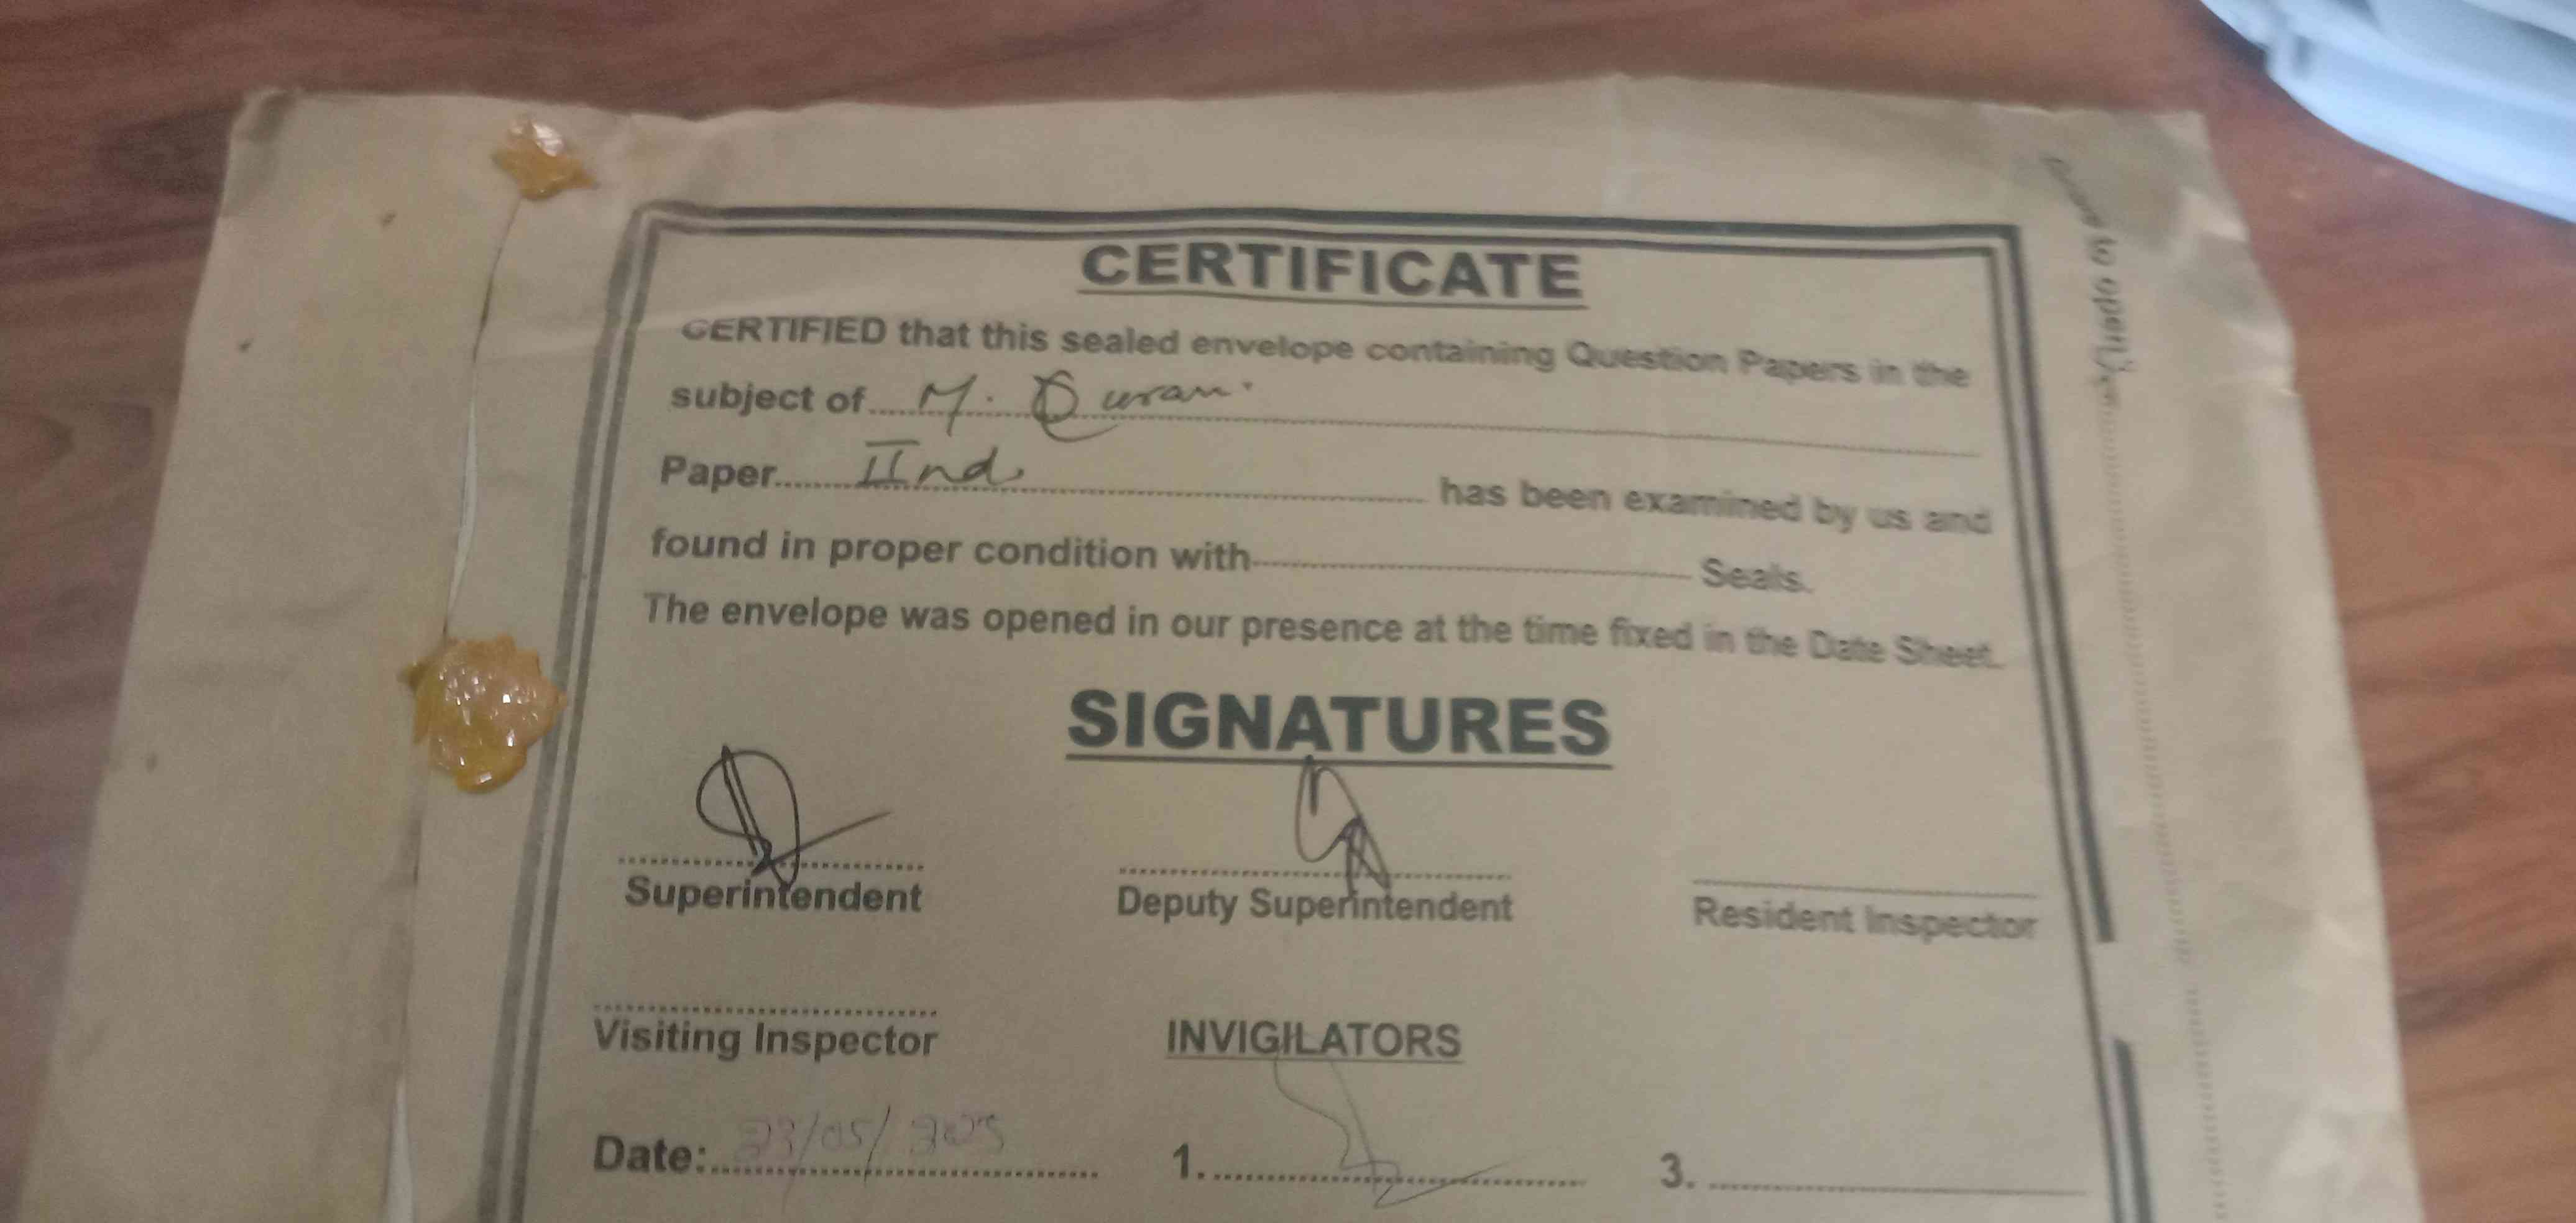 CERTIFICATE
CERTIFIED that this sealed envelope containing Question Papers in the
subject of M. Quran
Paper IInd has been examined by us and
found in proper condition with Seals.
The envelope was opened in our presence at the time fixed in the Date Sheet.
SIGNATURES
Superintendent Deputy Superintendent Resident Inspector
Visiting Inspector INVIGILATORS
Date: 1. 3.